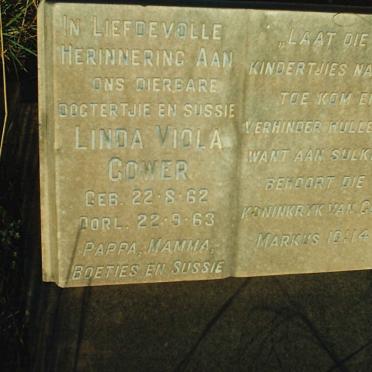 In Liefdevolle
Herinnering Aan
ons dierbare
dogtertjie en sussie
Linda Viola
Gower
Geb. 22·8·62
Oorl. 22·9·63
Pappa, Mamma,
Boeties en Sussie
„Laat die
kindertjies na
toe kom en
verhinder hulle
want aan sulke
behoort die
koninkryk van
Markus 10:14